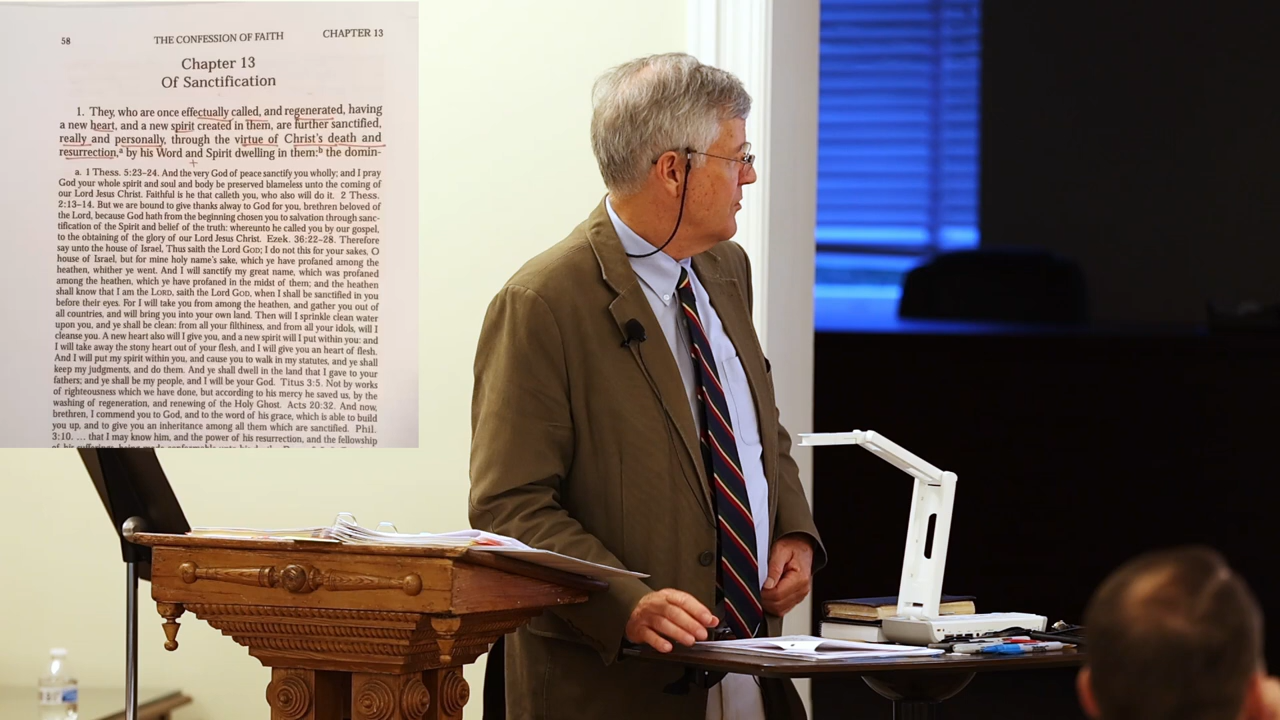 58 THE CONFESSION OF FAITH CHAPTER 13
Chapter 13
Of Sanctification
1. They, who are once effectually called, and regenerated, having
a new heart, and a new spirit created in them, are further sanctified,
really and personally, through the virtue of Christ's death and
resurrection,ᵃ by his Word and Spirit dwelling in them:ᵇ the domin-
a. 1 Thess. 5:23–24. And the very God of peace sanctify you wholly; and I pray
God your whole spirit and soul and body be preserved blameless unto the coming of
our Lord Jesus Christ. Faithful is he that calleth you, who also will do it. 2 Thess.
2:13–14. But we are bound to give thanks alway to God for you, brethren beloved of
the Lord, because God hath from the beginning chosen you to salvation through sanc-
tification of the Spirit and belief of the truth: whereunto he called you by our gospel,
to the obtaining of the glory of our Lord Jesus Christ. Ezek. 36:22–28. Therefore
say unto the house of Israel, Thus saith the Lord GOD; I do not this for your sakes, O
house of Israel, but for mine holy name's sake, which ye have profaned among the
heathen, whither ye went. And I will sanctify my great name, which was profaned
among the heathen, which ye have profaned in the midst of them; and the heathen
shall know that I am the LORD, saith the Lord GOD, when I shall be sanctified in you
before their eyes. For I will take you from among the heathen, and gather you out of
all countries, and will bring you into your own land. Then will I sprinkle clean water
upon you, and ye shall be clean: from all your filthiness, and from all your idols, will I
cleanse you. A new heart also will I give you, and a new spirit will I put within you: and
I will take away the stony heart out of your flesh, and I will give you an heart of flesh.
And I will put my spirit within you, and cause you to walk in my statutes, and ye shall
keep my judgments, and do them. And ye shall dwell in the land that I gave to your
fathers; and ye shall be my people, and I will be your God. Titus 3:5. Not by works
of righteousness which we have done, but according to his mercy he saved us, by the
washing of regeneration, and renewing of the Holy Ghost. Acts 20:32. And now,
brethren, I commend you to God, and to the word of his grace, which is able to build
you up, and to give you an inheritance among all them which are sanctified. Phil.
3:10. ... that I may know him, and the power of his resurrection, and the fellowship